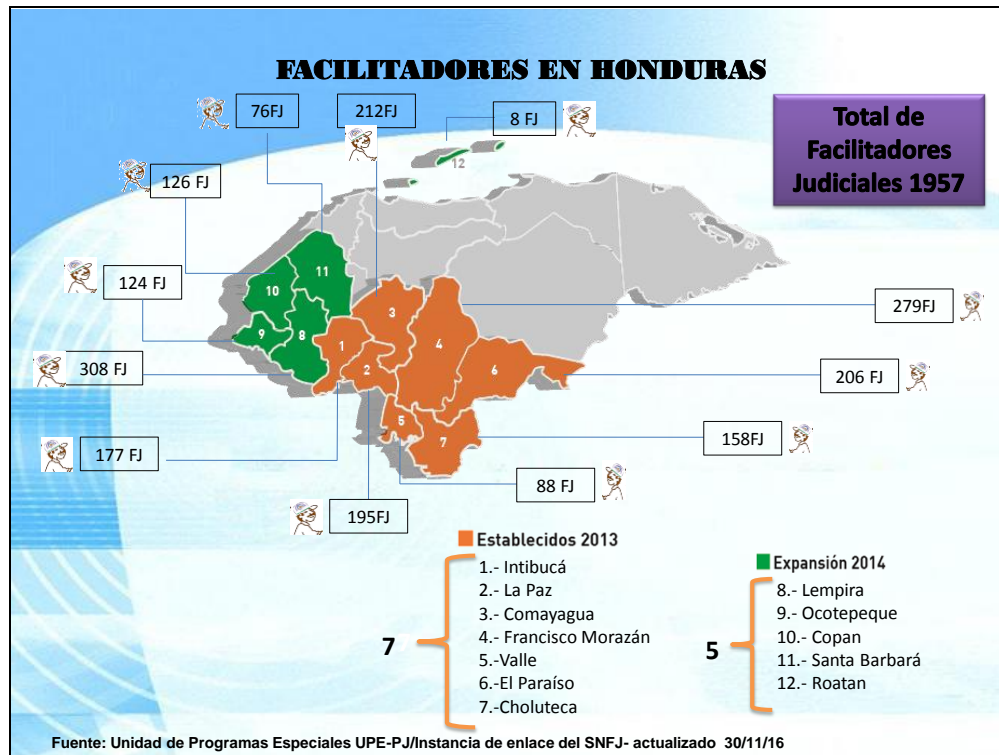 FACILITADORES EN HONDURAS
76FJ
212FJ
8 FJ
Total de
Facilitadores
Judiciales 1957
12
126 FJ
11
124 FJ
10
3
279FJ
9
8
1
4
308 FJ
2
6
206 FJ
5
7
158FJ
177 FJ
88 FJ
195FJ
Establecidos 2013
1.- Intibucá
2.- La Paz
3.- Comayagua
4.- Francisco Morazán
5.-Valle
6.-El Paraíso
7.-Choluteca
7
Expansión 2014
8.- Lempira
9.- Ocotepeque
10.- Copan
11.- Santa Barbará
12.- Roatan
5
Fuente: Unidad de Programas Especiales UPE-PJ/Instancia de enlace del SNFJ- actualizado 30/11/16